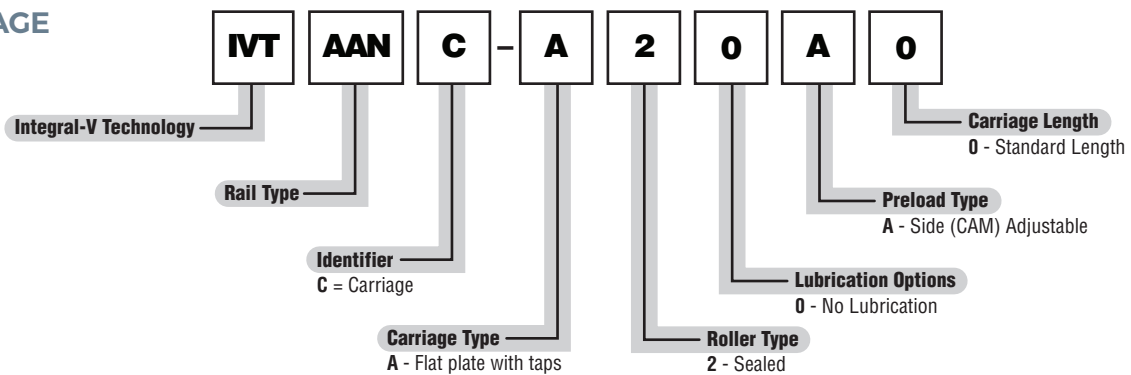 IVT AAN C - A 2 0 A 0
Integral-V Technology
Rail Type
Identifier
C = Carriage
Carriage Type
A - Flat plate with taps
Carriage Length
0 - Standard Length
Preload Type
A - Side (CAM) Adjustable
Lubrication Options
0 - No Lubrication
Roller Type
2 - Sealed